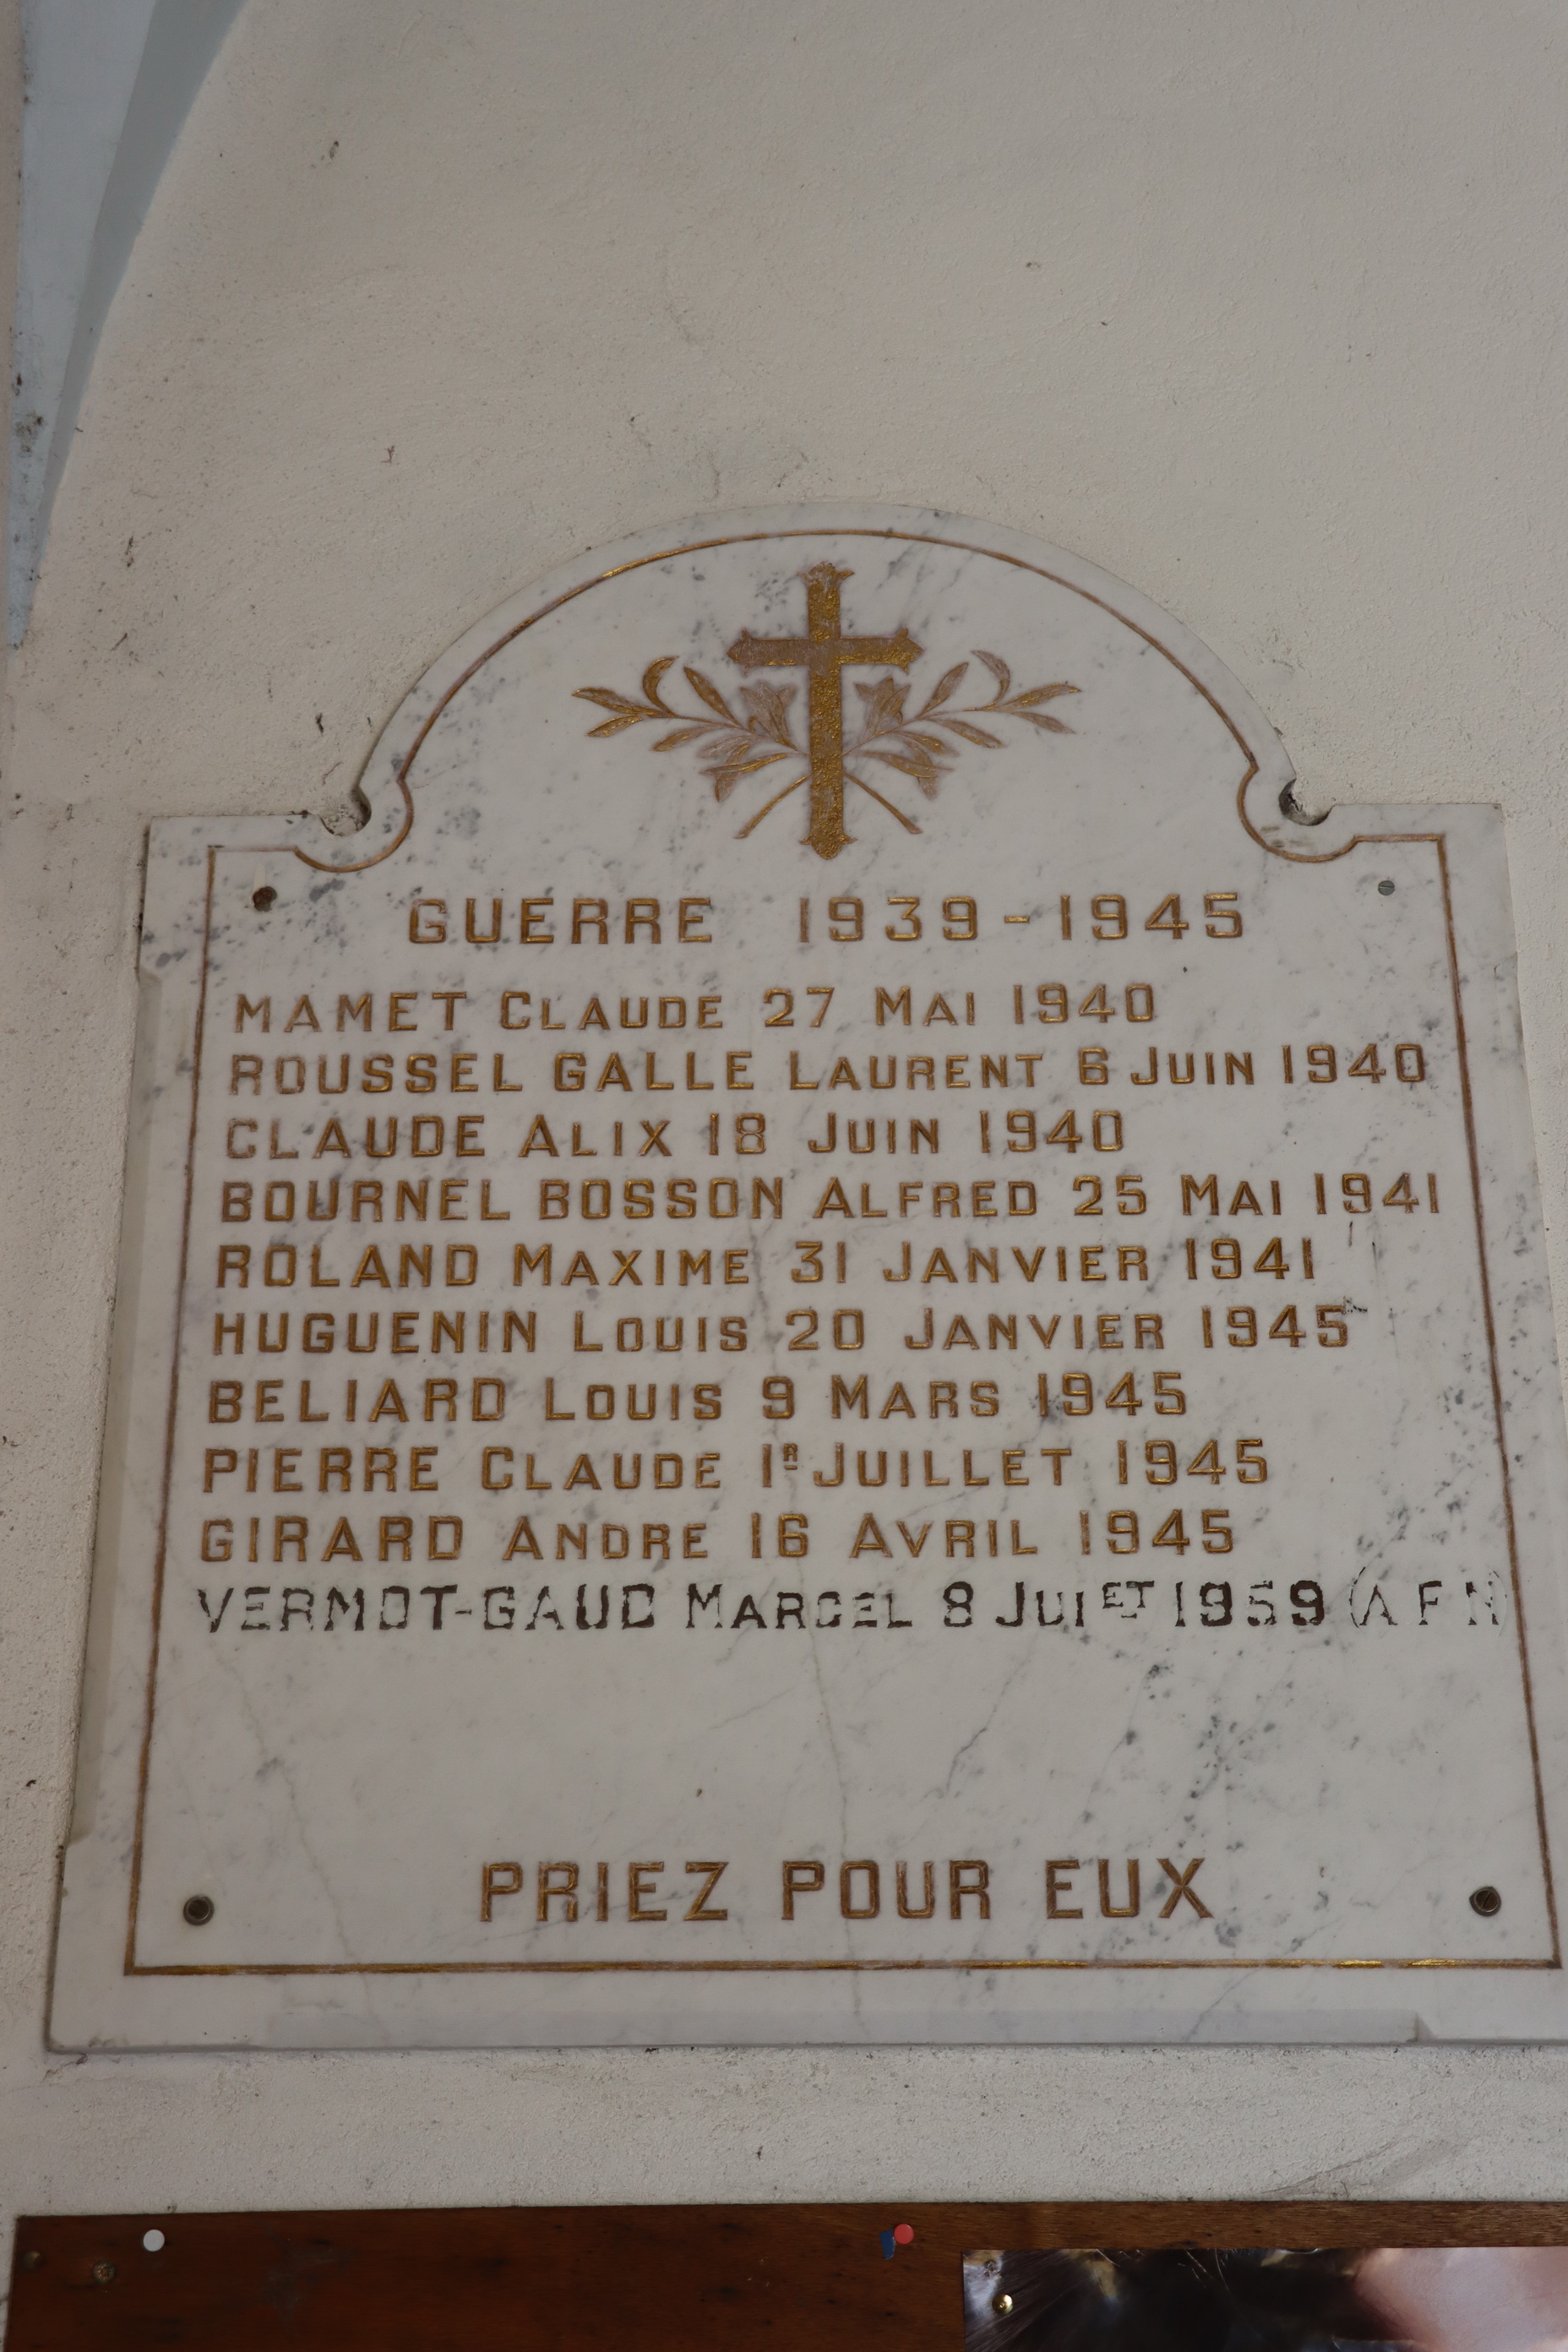 GUERRE 1939-1945
MAMET CLAUDE 27 MAI 1940
ROUSSEL GALLE LAURENT 6 JUIN 1940
CLAUDE ALIX 18 JUIN 1940
BOURNEL BOSSON ALFRED 25 MAI 1941
ROLAND MAXIME 31 JANVIER 1941
HUGUENIN LOUIS 20 JANVIER 1945
BELIARD LOUIS 9 MARS 1945
PIERRE CLAUDE 1R JUILLET 1945
GIRARD ANDRE 16 AVRIL 1945
VERMOT-GAUD MARCEL 8 JUIET 1959 (A F N)
PRIEZ POUR EUX